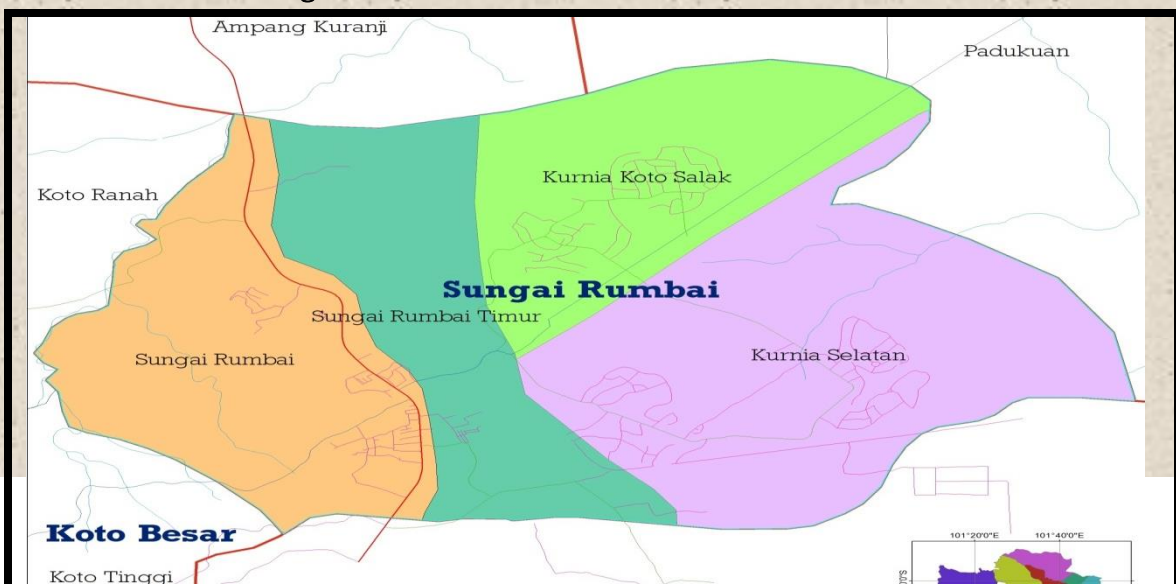 Ampang Kuranji
Padukuan
Kurnia Koto Salak
Koto Ranah
Sungai Rumbai
Sungai Rumbai Timur
Sungai Rumbai
Kurnia Selatan
Koto Besar
101°20'0"E 101°40'0"E
Koto Tinggi